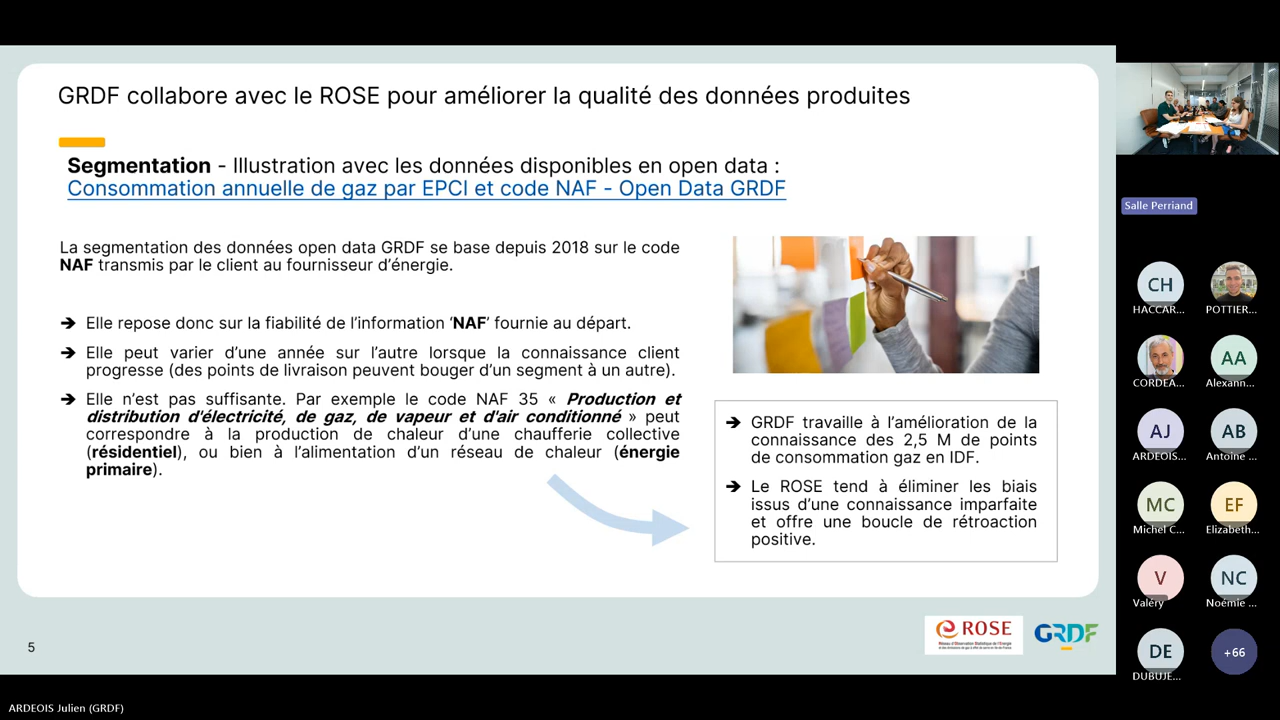 GRDF collabore avec le ROSE pour améliorer la qualité des données produites
Segmentation - Illustration avec les données disponibles en open data :
Consommation annuelle de gaz par EPCI et code NAF - Open Data GRDF
La segmentation des données open data GRDF se base depuis 2018 sur le code
NAF transmis par le client au fournisseur d'énergie.
➔ Elle repose donc sur la fiabilité de l'information 'NAF' fournie au départ.
➔ Elle peut varier d'une année sur l'autre lorsque la connaissance client
progresse (des points de livraison peuvent bouger d'un segment à un autre).
➔ Elle n'est pas suffisante. Par exemple le code NAF 35 « Production et
distribution d'électricité, de gaz, de vapeur et d'air conditionné » peut
correspondre à la production de chaleur d'une chaufferie collective
(résidentiel), ou bien à l'alimentation d'un réseau de chaleur (énergie
primaire).
➔ GRDF travaille à l'amélioration de la
connaissance des 2,5 M de points
de consommation gaz en IDF.
➔ Le ROSE tend à éliminer les biais
issus d'une connaissance imparfaite
et offre une boucle de rétroaction
positive.
5
ROSE
GRDF
Salle Perriand
CH
HACCAR...
POTTIER...
CORDEA...
AA
Alexann...
AJ
ARDEOIS...
AB
Antoine ...
MC
Michel C...
EF
Elizabeth...
V
Valéry
NC
Noémie ...
DE
DUBUJE...
+66
ARDEOIS Julien (GRDF)